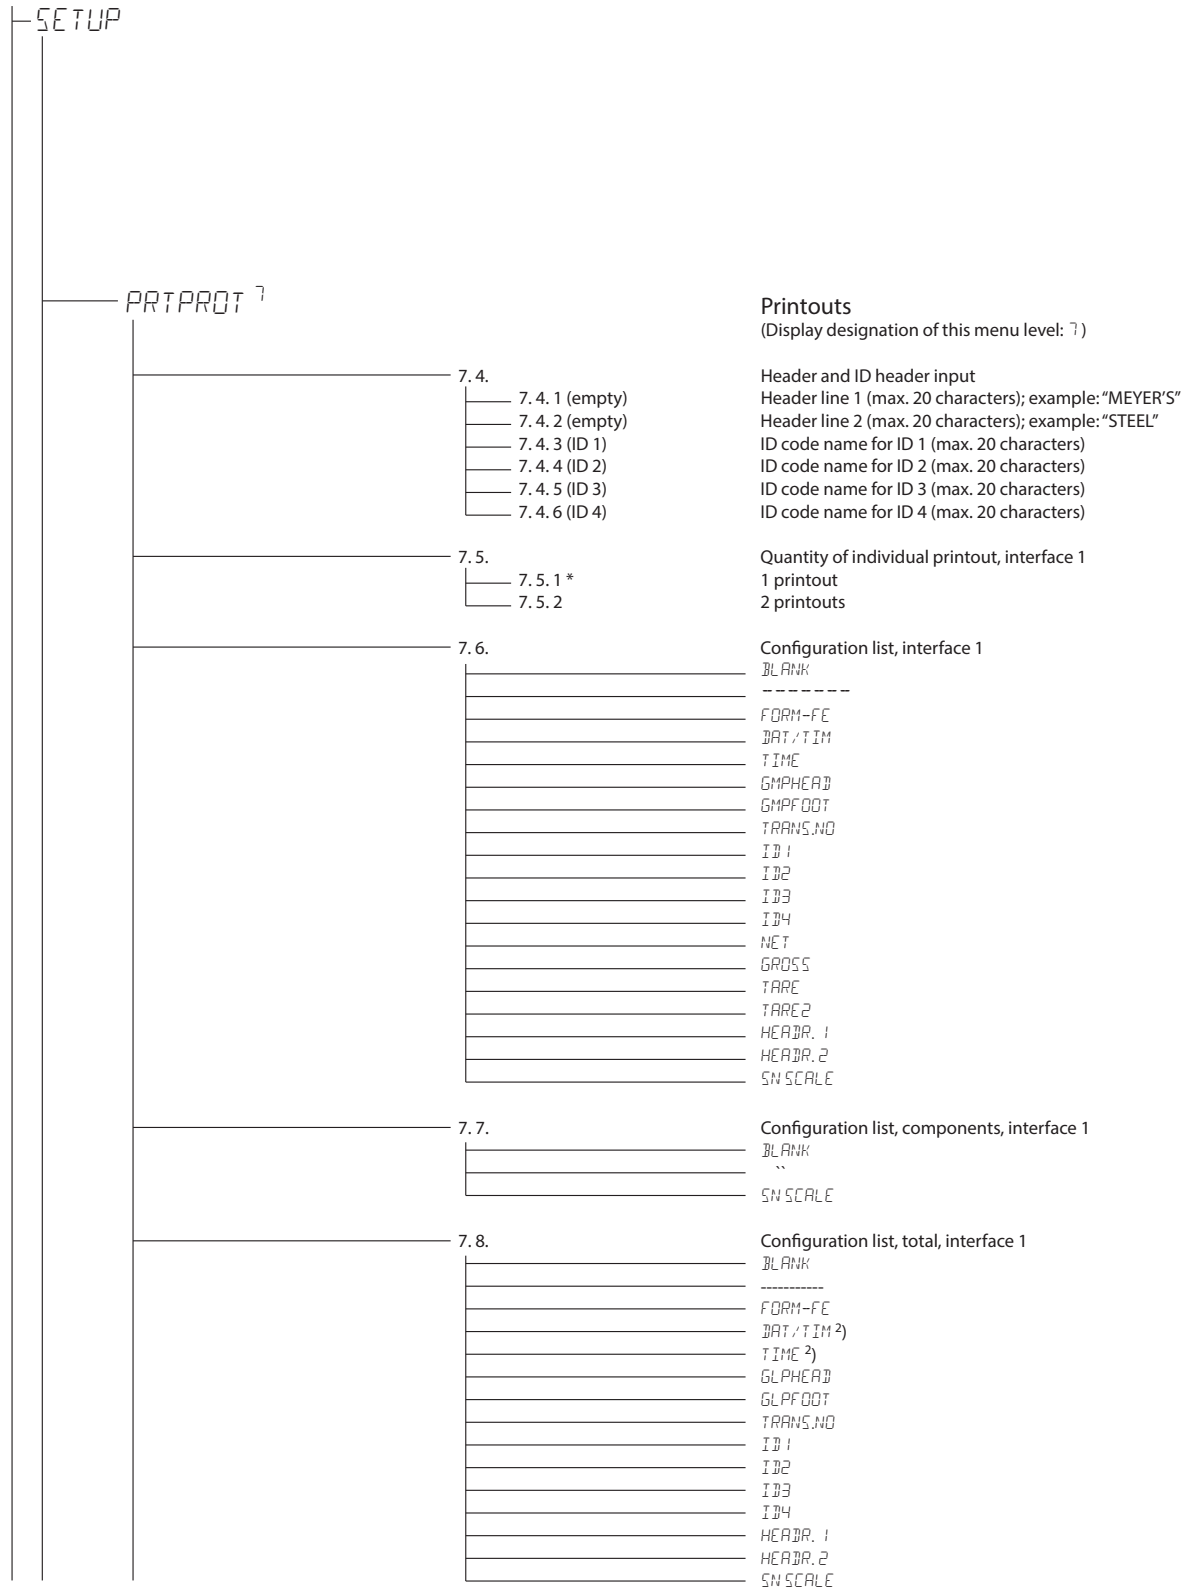 SETUP
PRTPROT 7
Printouts
(Display designation of this menu level: 7)
7. 4. Header and ID header input
7. 4. 1 (empty) Header line 1 (max. 20 characters); example: “MEYER’S”
7. 4. 2 (empty) Header line 2 (max. 20 characters); example: “STEEL”
7. 4. 3 (ID 1) ID code name for ID 1 (max. 20 characters)
7. 4. 4 (ID 2) ID code name for ID 2 (max. 20 characters)
7. 4. 5 (ID 3) ID code name for ID 3 (max. 20 characters)
7. 4. 6 (ID 4) ID code name for ID 4 (max. 20 characters)
7. 5. Quantity of individual printout, interface 1
7. 5. 1 * 1 printout
7. 5. 2 2 printouts
7. 6. Configuration list, interface 1
BLANK
-------
FORM-FE
DAT/TIM
TIME
GMPHEAD
GMPFOOT
TRANS.NO
ID1
ID2
ID3
ID4
NET
GROSS
TARE
TARE2
HEADR. 1
HEADR. 2
SN SCALE
7. 7. Configuration list, components, interface 1
BLANK
``
SN SCALE
7. 8. Configuration list, total, interface 1
BLANK
-----------
FORM-FE
DAT/TIM ²)
TIME ²)
GLPHEAD
GLPFOOT
TRANS.NO
ID1
ID2
ID3
ID4
HEADR. 1
HEADR. 2
SN SCALE